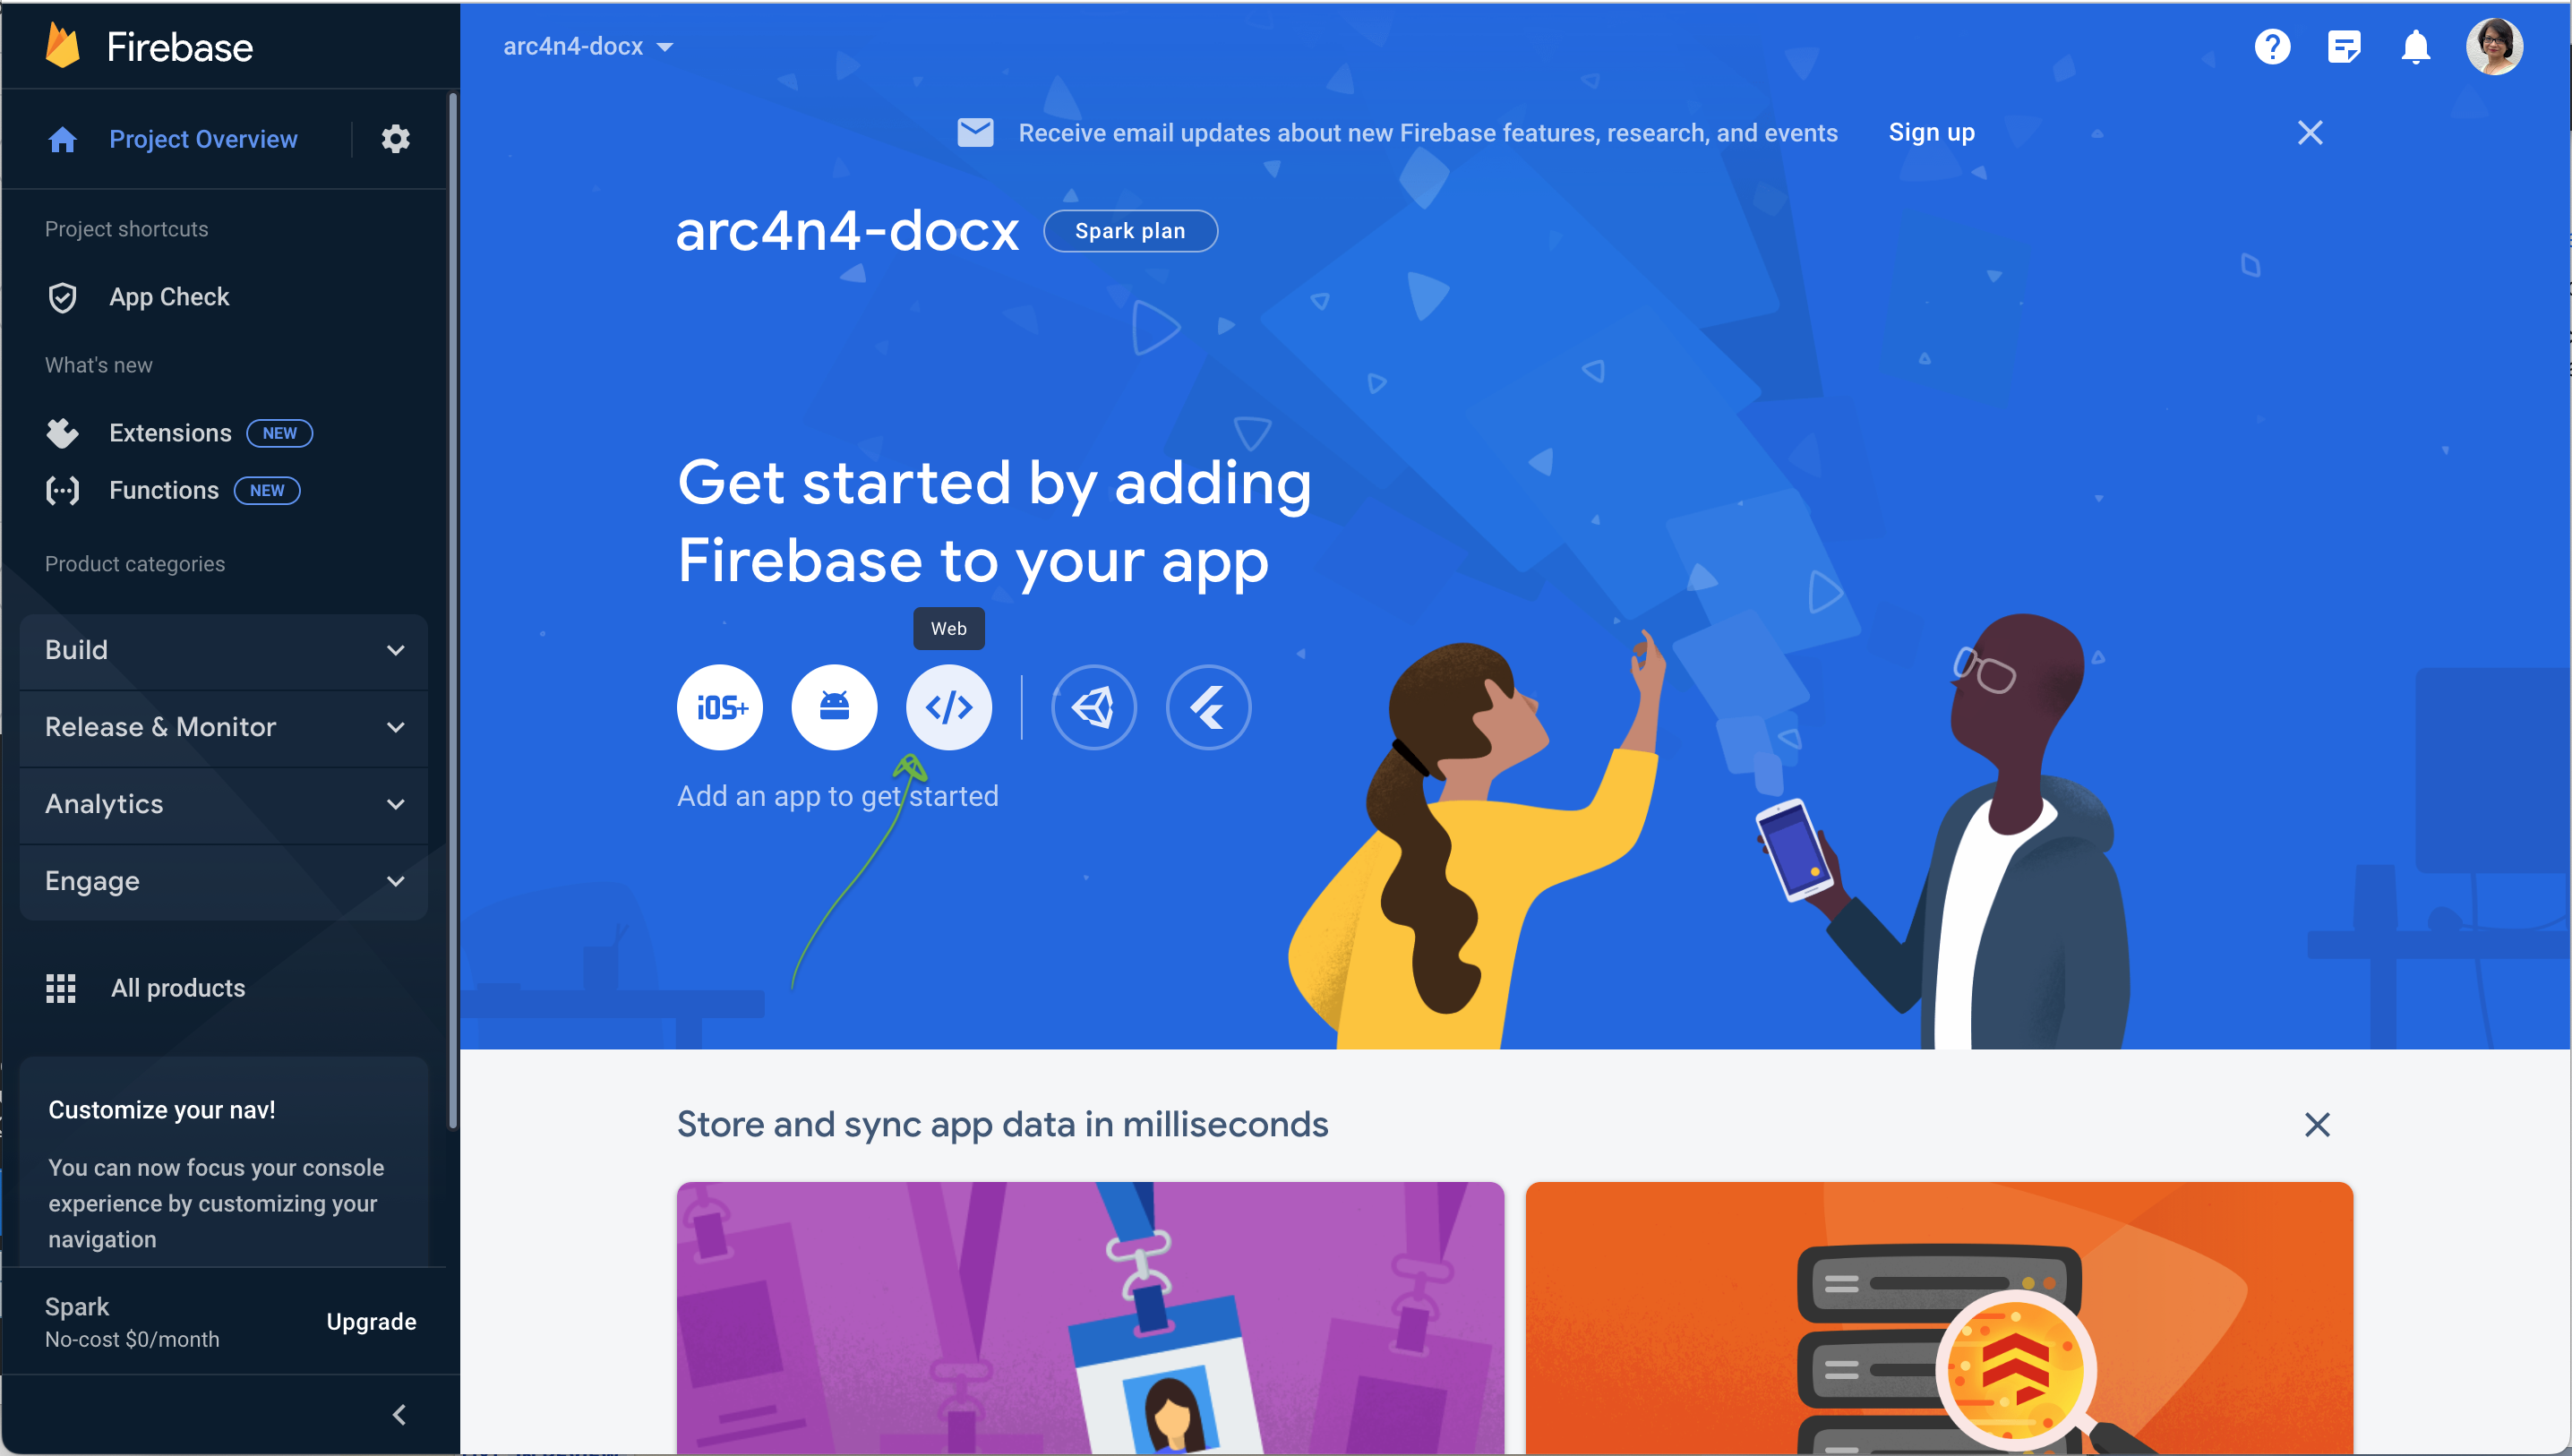 Firebase
Project Overview
Project shortcuts
App Check
What's new
Extensions NEW
Functions NEW
Product categories
Build
Release & Monitor
Analytics
Engage
All products
Customize your nav!
You can now focus your console
experience by customizing your
navigation
Spark
No-cost $0/month
Upgrade
arc4n4-docx
Receive email updates about new Firebase features, research, and events Sign up
arc4n4-docx Spark plan
Get started by adding
Firebase to your app
Web
iOS+
Add an app to get started
Store and sync app data in milliseconds